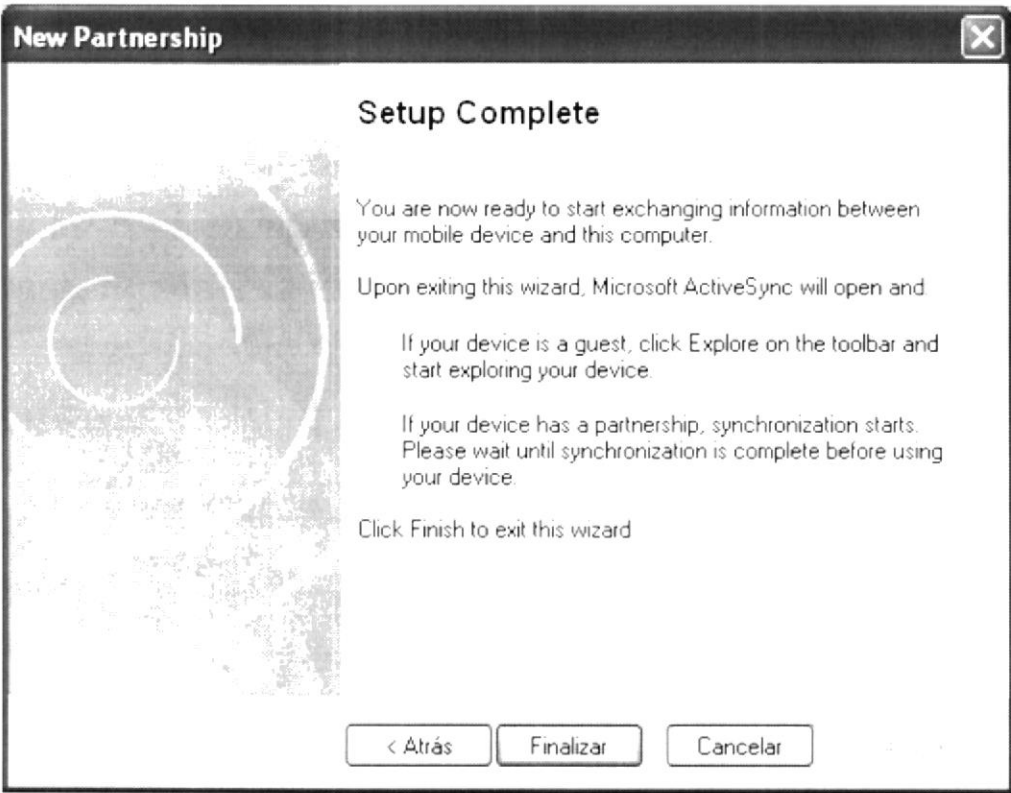 New Partnership
Setup Complete
You are now ready to start exchanging information between
your mobile device and this computer.
Upon exiting this wizard, Microsoft ActiveSync will open and
If your device is a guest, click Explore on the toolbar and
start exploring your device.
If your device has a partnership, synchronization starts.
Please wait until synchronization is complete before using
your device.
Click Finish to exit this wizard
< Atrás
Finalizar
Cancelar